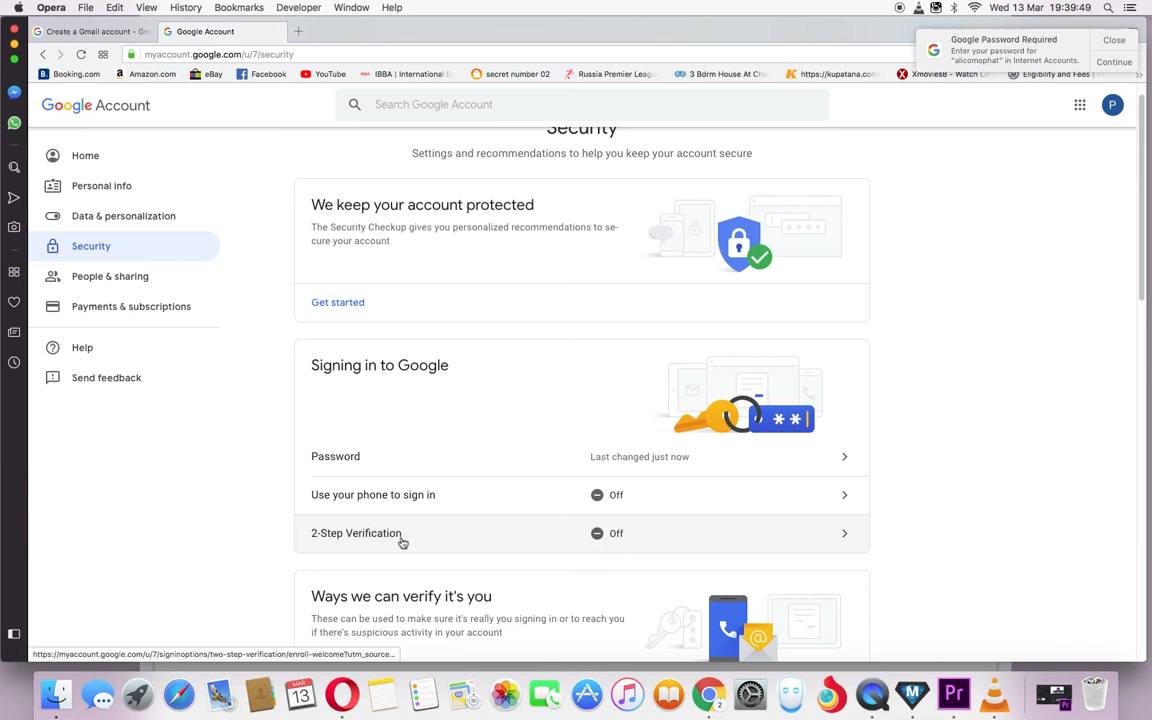 Opera File Edit View History Bookmarks Developer Window Help
Wed 13 Mar 19:39:49
Create a Gmail account - Gm
Google Account
myaccount.google.com/u/7/security
Google Password Required
Enter your password for
"alicomophat" in Internet Accounts.
Close
Continue
Booking.com Amazon.com eBay Facebook YouTube IBBA | International B secret number 02 Russia Premier Leagu 3 Bdrm House At Ch https://kupatana.com Xmovies8 - Watch La Eligibility and Fees |
Google Account
Search Google Account
P
Home
Personal info
Data & personalization
Security
People & sharing
Payments & subscriptions
Help
Send feedback
Security
Settings and recommendations to help you keep your account secure
We keep your account protected
The Security Checkup gives you personalized recommendations to se-
cure your account
Get started
Signing in to Google
Password Last changed just now
Use your phone to sign in Off
2-Step Verification Off
Ways we can verify it's you
These can be used to make sure it's really you signing in or to reach you
if there's suspicious activity in your account
https://myaccount.google.com/u/7/signinoptions/two-step-verification/enroll-welcome?utm_source...
MAR
13
2
M
Pr